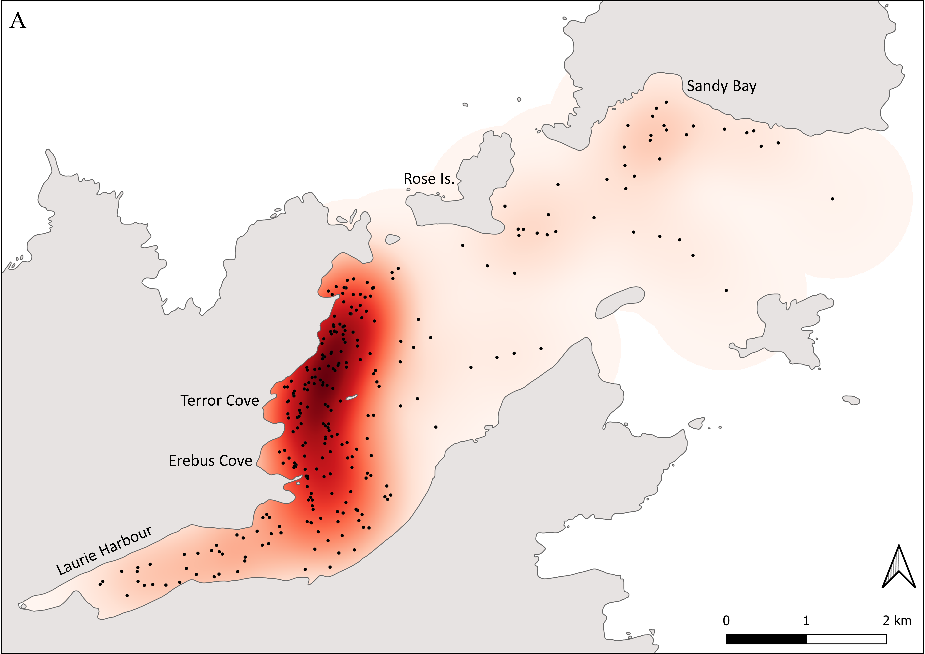 A
Sandy Bay
Rose Is.
Terror Cove
Erebus Cove
Laurie Harbour
0 1 2 km